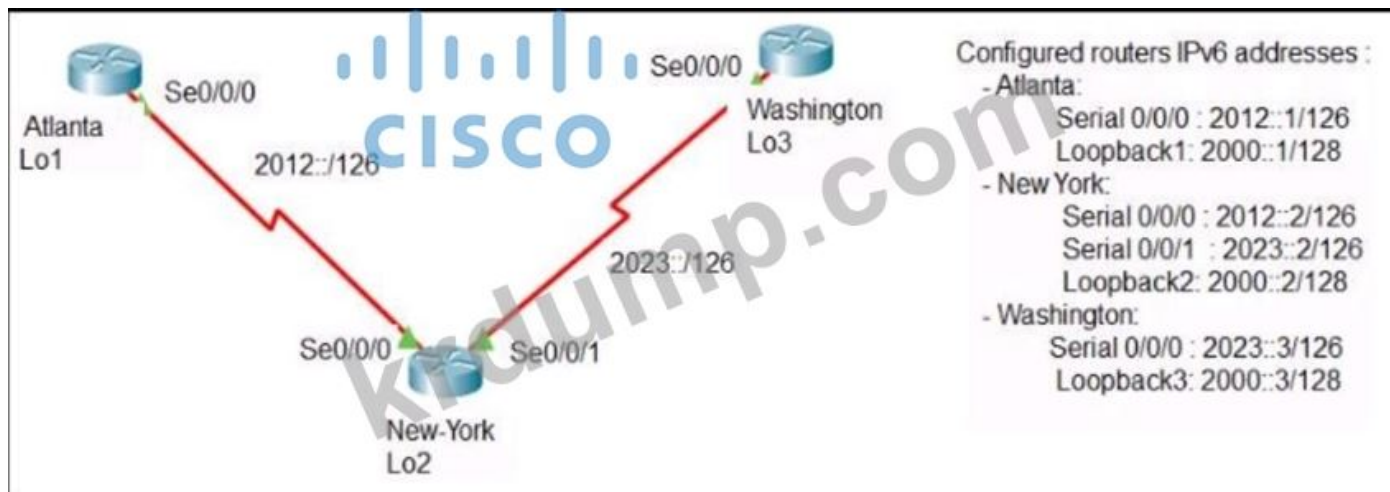 CISCO
Se0/0/0
Atlanta
Lo1
2012::/126
Se0/0/0
Washington
Lo3
2023::/126
Se0/0/0
Se0/0/1
New-York
Lo2
Configured routers IPv6 addresses :
- Atlanta:
Serial 0/0/0 : 2012::1/126
Loopback1: 2000::1/128
- New York:
Serial 0/0/0 : 2012::2/126
Serial 0/0/1 : 2023::2/126
Loopback2: 2000::2/128
- Washington:
Serial 0/0/0 : 2023::3/126
Loopback3: 2000::3/128
krdump.com